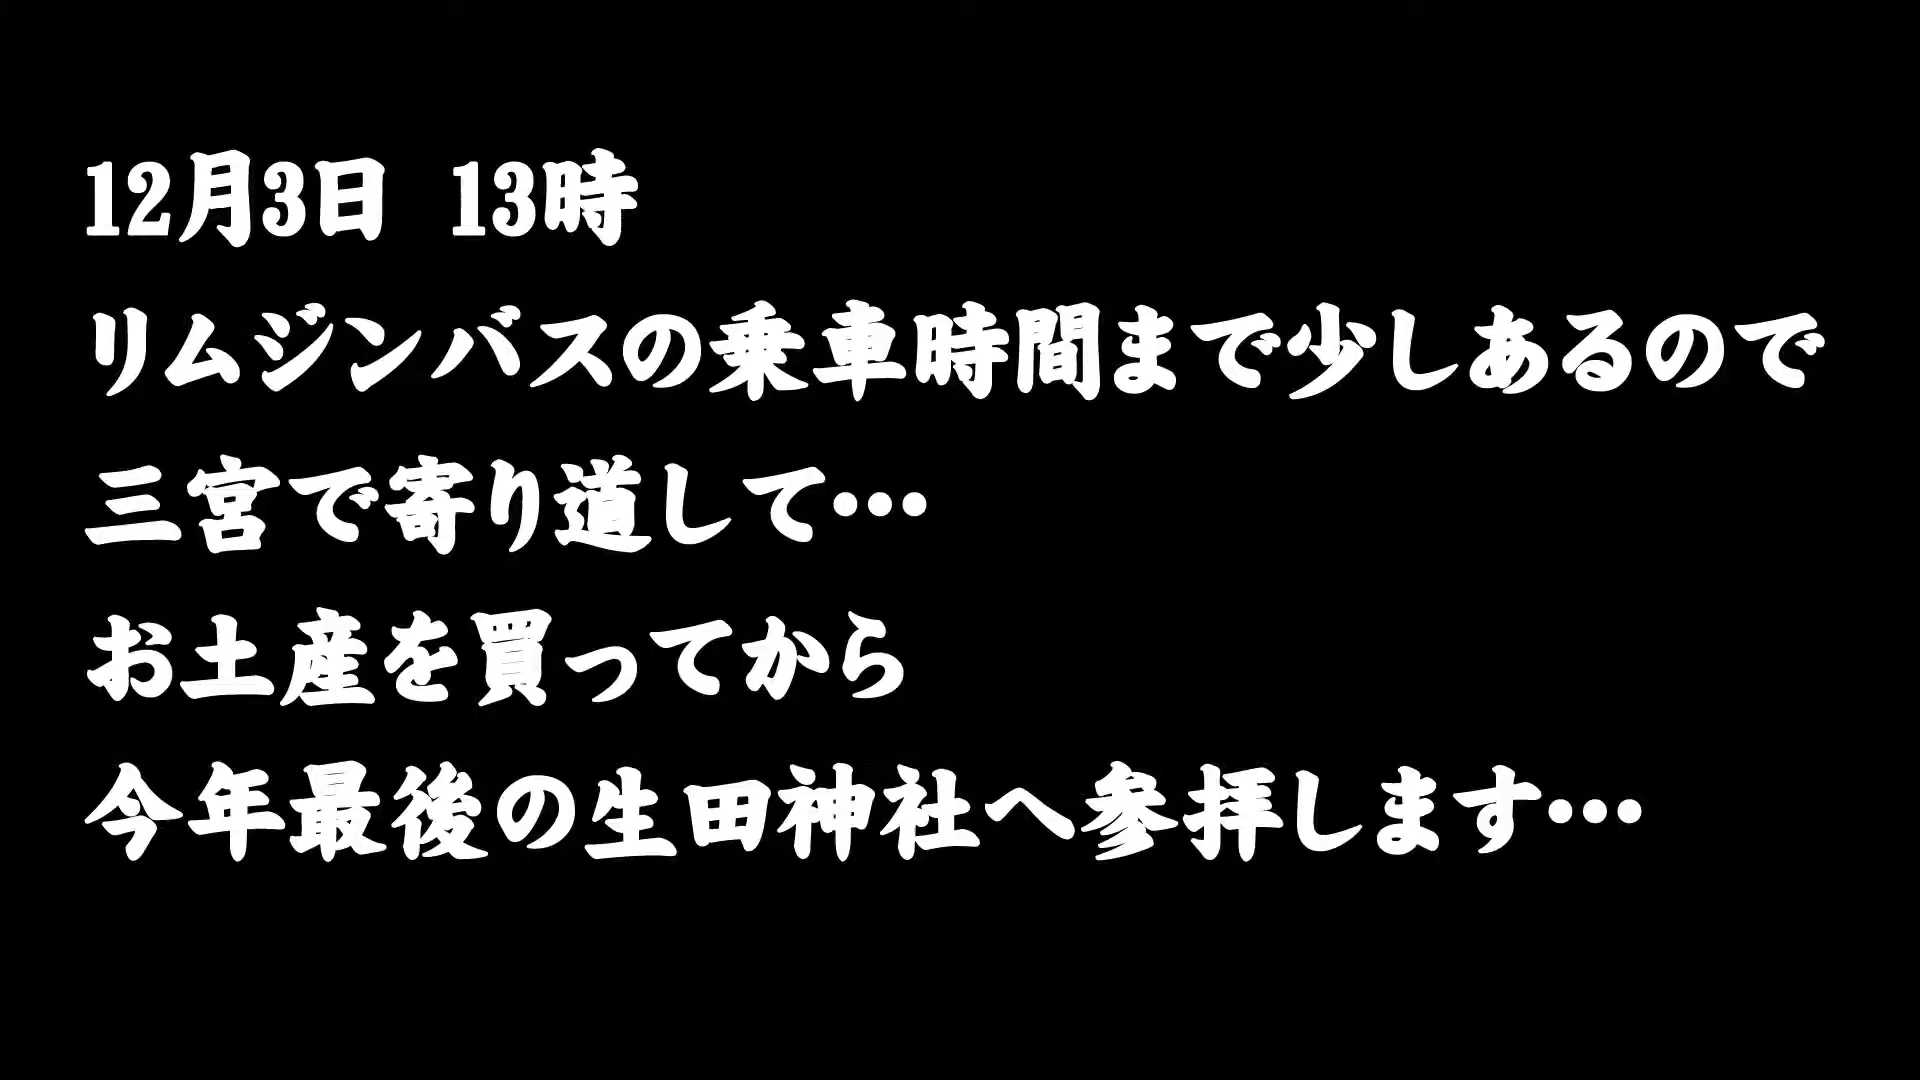 12月3日 13時
リムジンバスの乗車時間まで少しあるので
三宮で寄り道して…
お土産を買ってから
今年最後の生田神社へ参拝します…